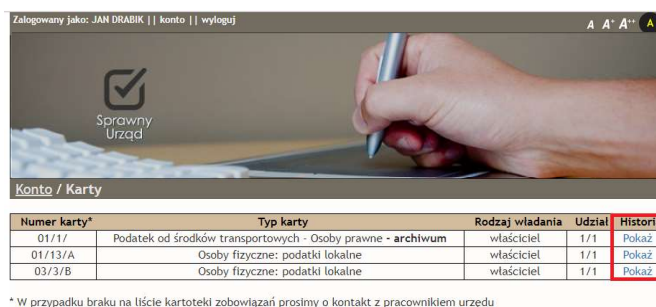 Zalogowany jako: JAN DRABIK || konto || wyloguj A A+ A++ A
Sprawny
Urząd
Konto / Karty
Numer karty* Typ karty Rodzaj władania Udział Histori
01/1/ Podatek od środków transportowych - Osoby prawne - archiwum właściciel 1/1 Pokaż
01/13/A Osoby fizyczne: podatki lokalne właściciel 1/1 Pokaż
03/3/B Osoby fizyczne: podatki lokalne właściciel 1/1 Pokaż
* W przypadku braku na liście kartoteki zobowiązań prosimy o kontakt z pracownikiem urzędu